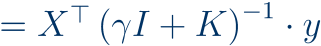 = X^⊤ (γI + K)^{-1} · y